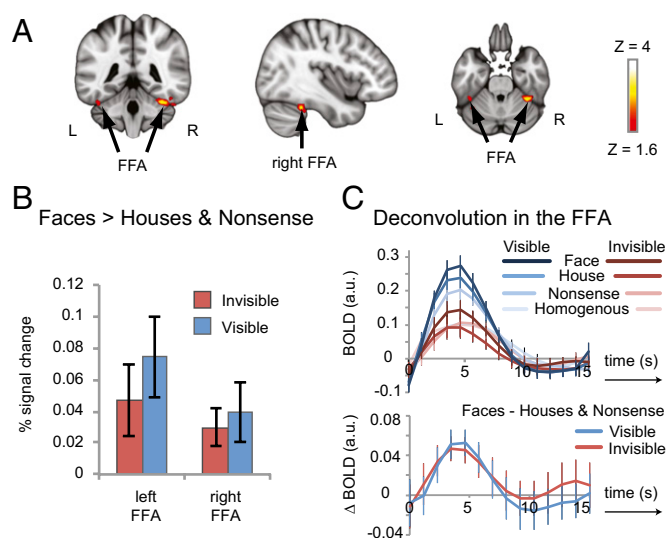 A
Z = 4
L
R
L
R
FFA
right FFA
FFA
Z = 1.6
B
Faces > Houses & Nonsense
0.12
0.1
0.08
0.06
0.04
0.02
0
% signal change
Invisible
Visible
left
FFA
right
FFA
C
Deconvolution in the FFA
Visible
Invisible
Face
House
Nonsense
Homogenous
0.3
0.2
0.1
0
-0.1
BOLD (a.u.)
0
5
10
15
time (s)
Faces - Houses & Nonsense
Visible
Invisible
0.08
0.04
0
-0.04
Δ BOLD (a.u.)
0
5
10
15
time (s)